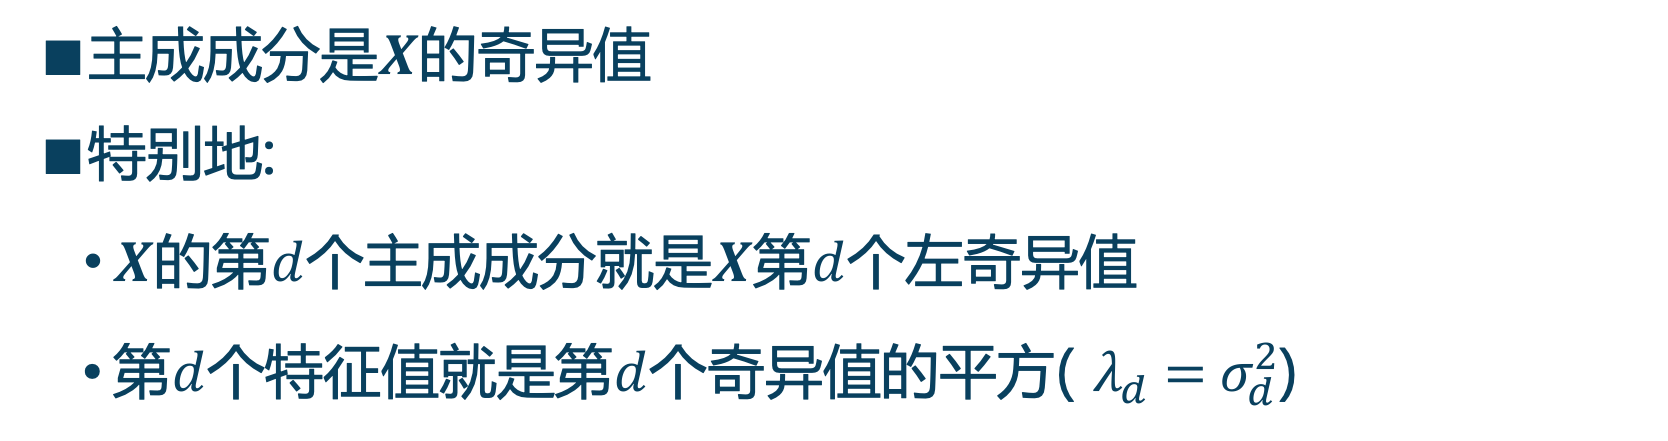 ■主成成分是X的奇异值
■特别地:
• X的第d个主成成分就是X第d个左奇异值
• 第d个特征值就是第d个奇异值的平方( λ_d = σ_d^2)